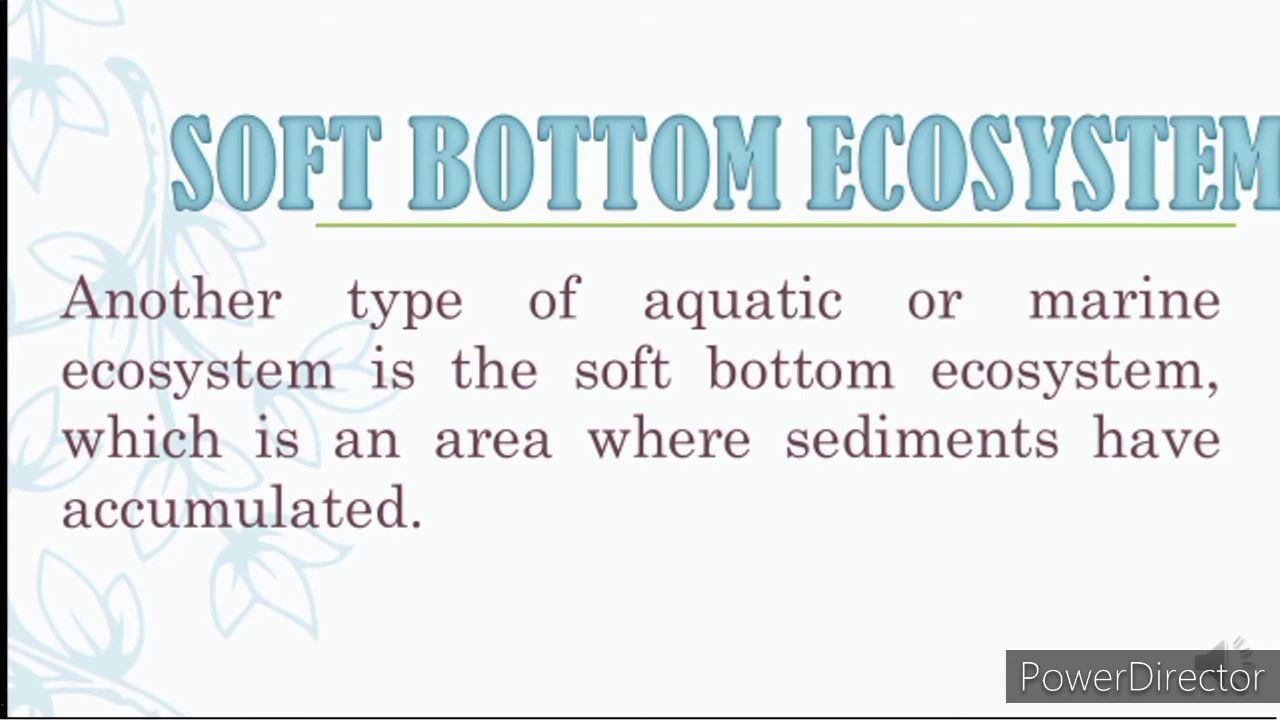 SOFT BOTTOM ECOSYSTEM
Another type of aquatic or marine
ecosystem is the soft bottom ecosystem,
which is an area where sediments have
accumulated.
PowerDirector